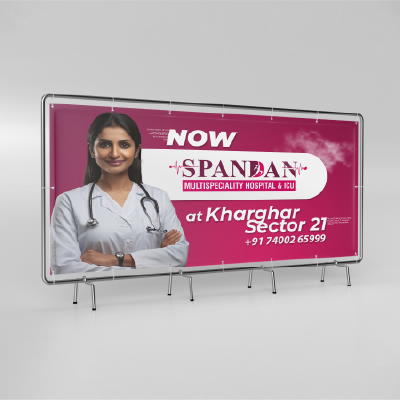 NOW
SPANDAN
MULTISPECIALITY HOSPITAL & ICU
at Kharghar
Sector 21
+91 74002 65999